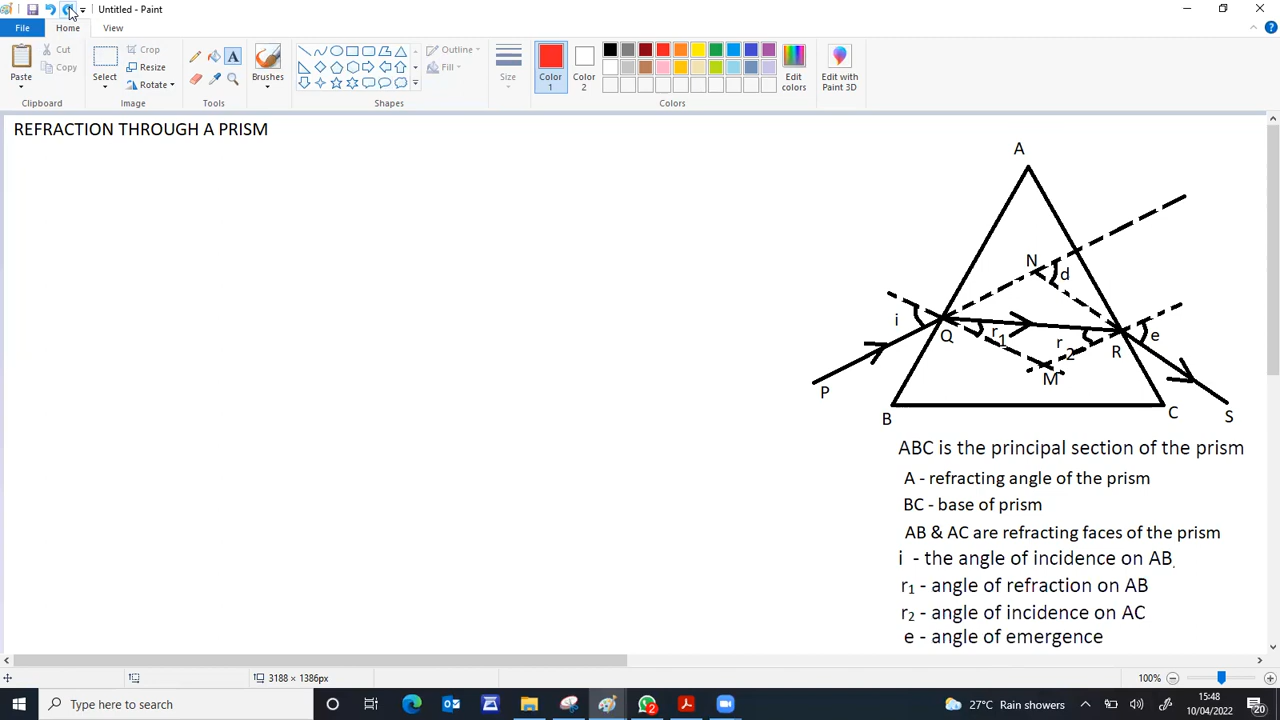 Untitled - Paint
File
Home
View
Paste
Cut
Copy
Clipboard
Select
Crop
Resize
Rotate
Image
Tools
Brushes
Shapes
Outline
Fill
Size
Color 1
Color 2
Colors
Edit colors
Edit with Paint 3D
REFRACTION THROUGH A PRISM
A
N
d
i
Q
r1
r2
R
e
M
P
B
C
S
ABC is the principal section of the prism
A - refracting angle of the prism
BC - base of prism
AB & AC are refracting faces of the prism
i - the angle of incidence on AB.
r1 - angle of refraction on AB
r2 - angle of incidence on AC
e - angle of emergence
3188 × 1386px
100%
Type here to search
2
27°C Rain showers
15:48
10/04/2022
20